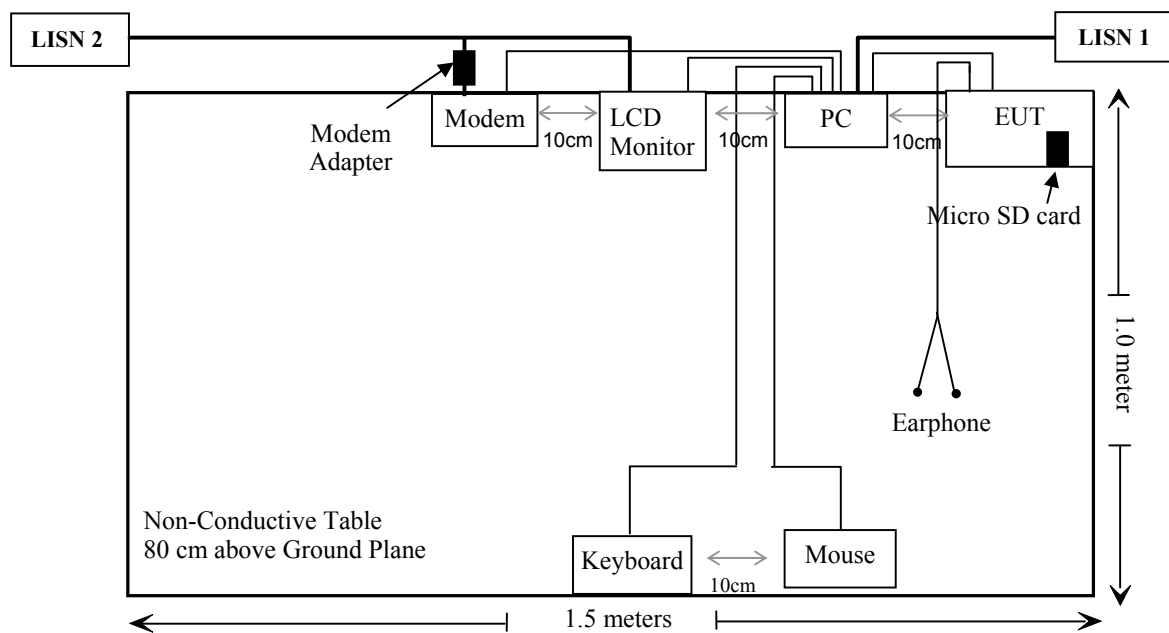 LISN 2
LISN 1
Modem
LCD
Monitor
PC
EUT
10cm
10cm
10cm
Modem
Adapter
Micro SD card
1.0 meter
Earphone
Non-Conductive Table
80 cm above Ground Plane
Keyboard
Mouse
10cm
1.5 meters